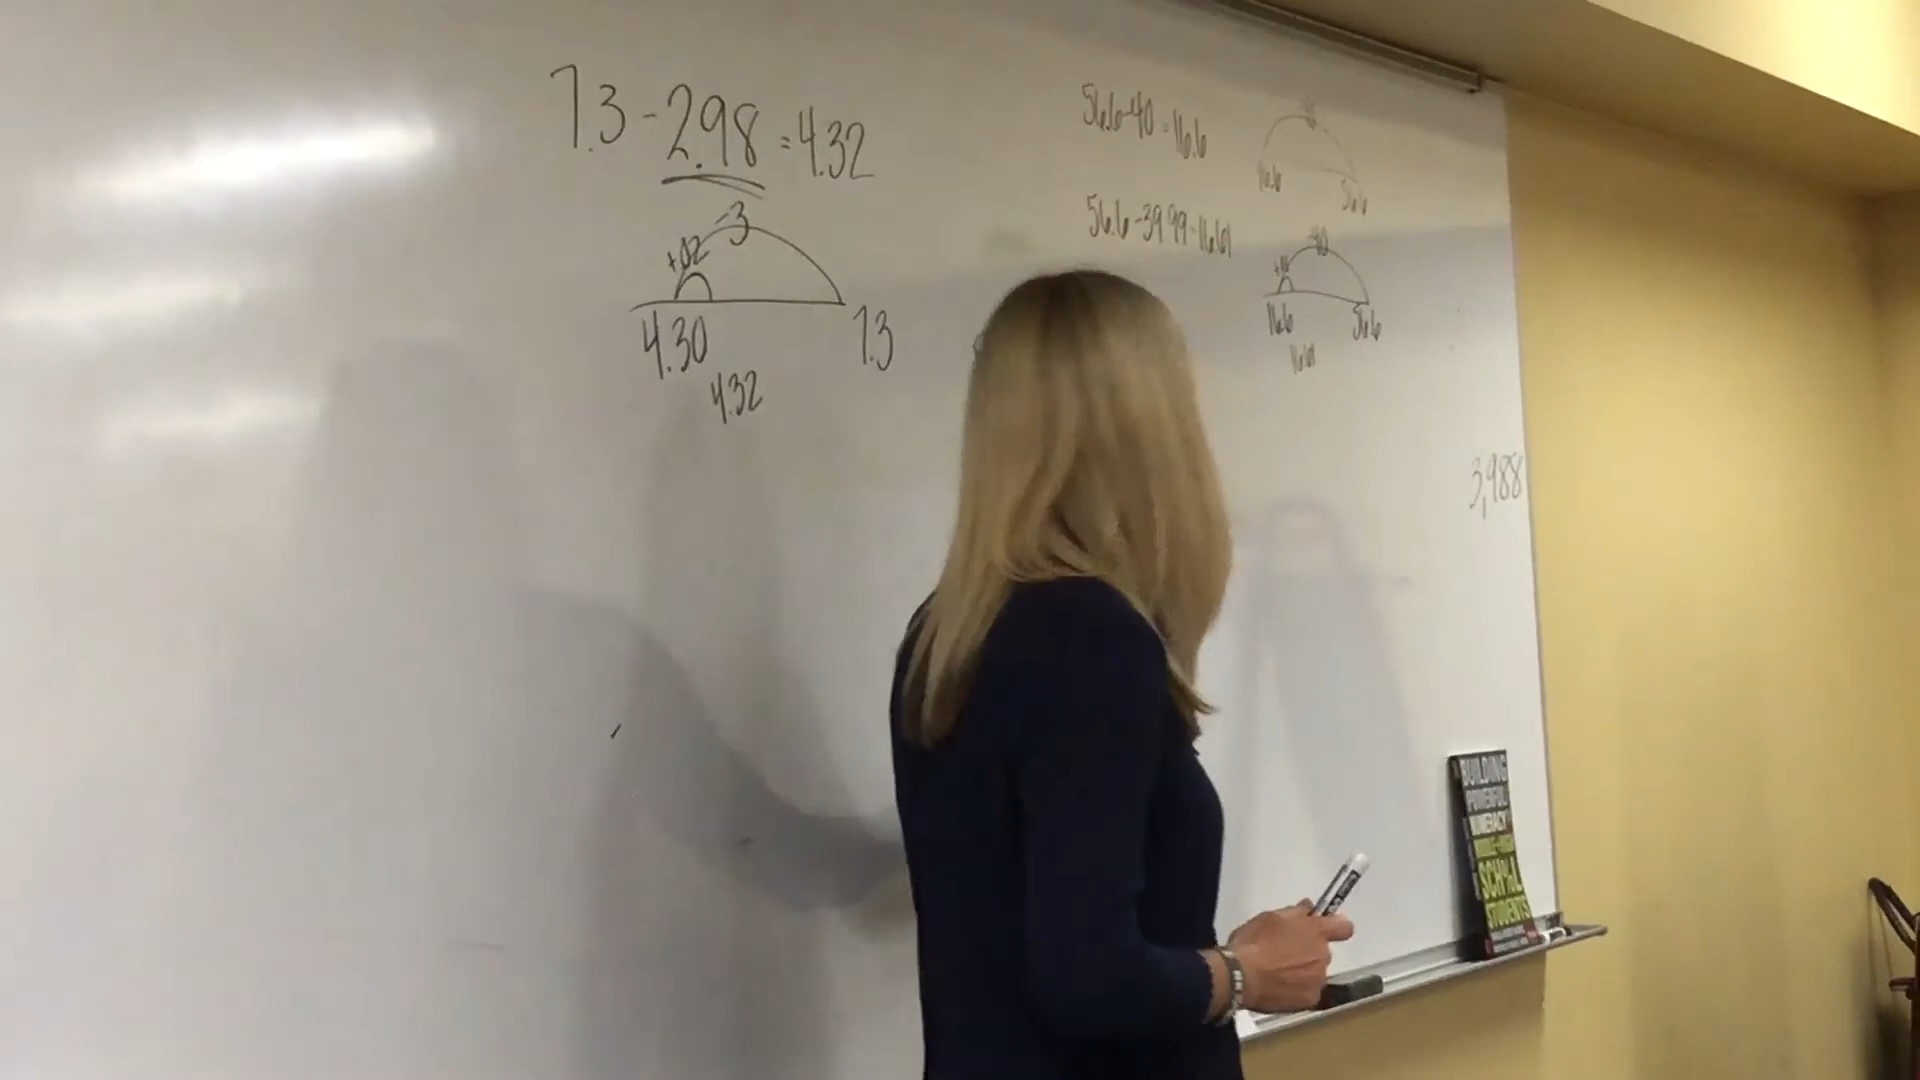 7.3 - 2.98 = 4.32
-3
+.02
4.30
7.3
4.32
56.6-40=16.6
16.6
56.6
56.6-39.99=16.61
-40
16.6
56.6
16.61
3,988
BUILDING
POWERFUL
NUMERACY
SCHOOL
STUDENTS